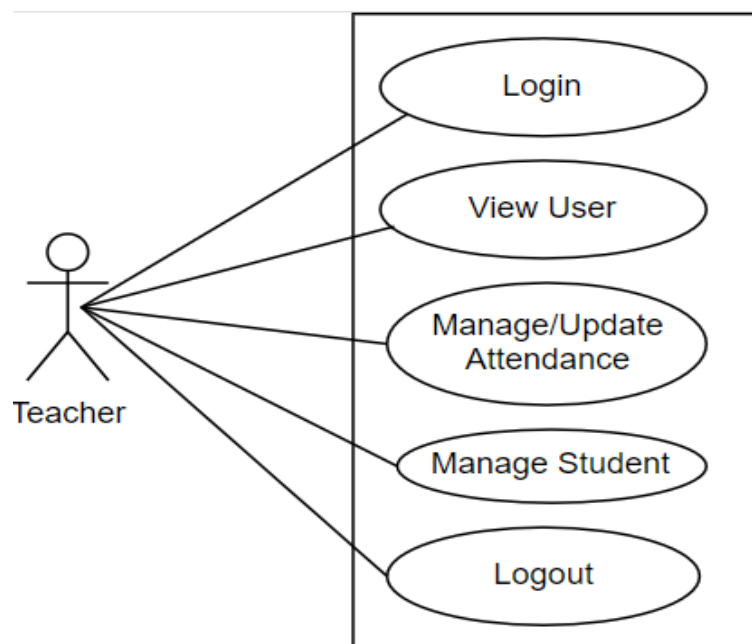 Login
View User
Manage/Update
Attendance
Teacher
Manage Student
Logout